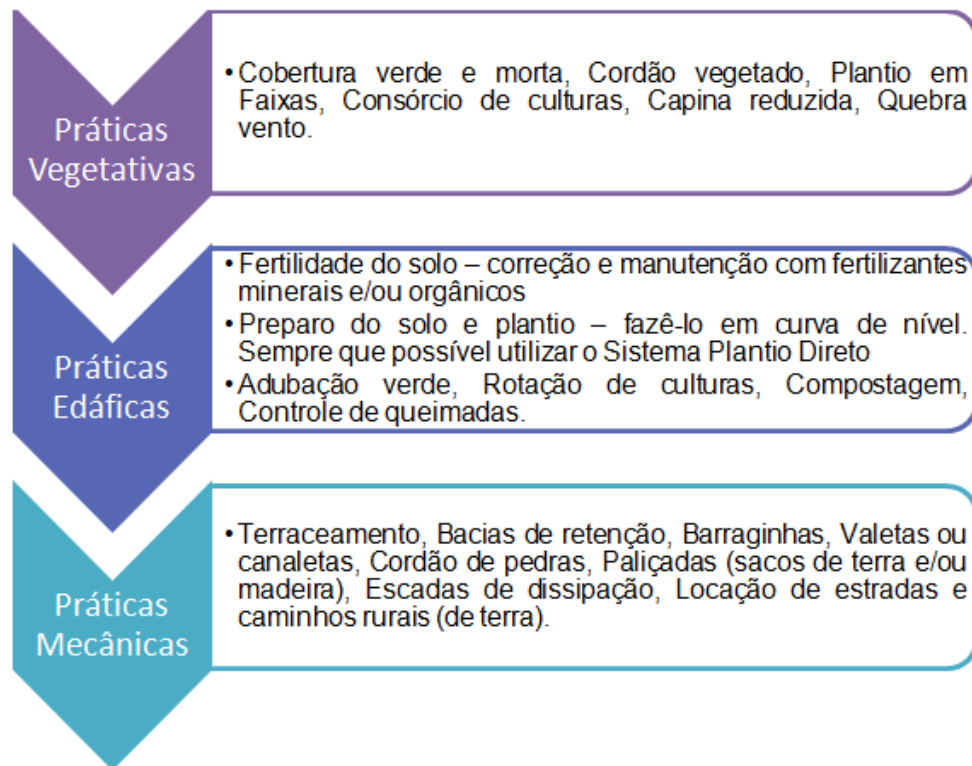 Práticas
Vegetativas
• Cobertura verde e morta, Cordão vegetado, Plantio em
Faixas, Consórcio de culturas, Capina reduzida, Quebra
vento.
Práticas
Edáficas
• Fertilidade do solo – correção e manutenção com fertilizantes
minerais e/ou orgânicos
• Preparo do solo e plantio – fazê-lo em curva de nível.
Sempre que possível utilizar o Sistema Plantio Direto
• Adubação verde, Rotação de culturas, Compostagem,
Controle de queimadas.
Práticas
Mecânicas
• Terraceamento, Bacias de retenção, Barraginhas, Valetas ou
canaletas, Cordão de pedras, Paliçadas (sacos de terra e/ou
madeira), Escadas de dissipação, Locação de estradas e
caminhos rurais (de terra).